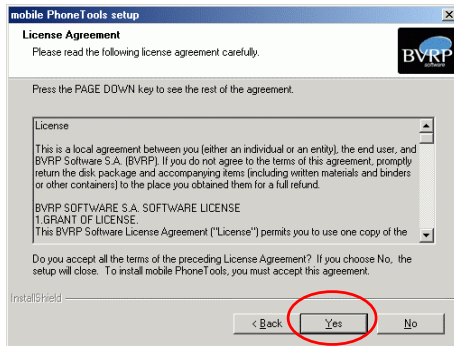 mobile PhoneTools setup
License Agreement
Please read the following license agreement carefully.
BVRP
software
Press the PAGE DOWN key to see the rest of the agreement.
License
This is a local agreement between you (either an individual or an entity), the end user, and
BVRP Software S.A. (BVRP). If you do not agree to the terms of this agreement, promptly
return the disk package and accompanying items (including written materials and binders
or other containers) to the place you obtained them for a full refund.
BVRP SOFTWARE S.A. SOFTWARE LICENSE
1.GRANT OF LICENSE.
This BVRP Software License Agreement ("License") permits you to use one copy of the
Do you accept all the terms of the preceding License Agreement? If you choose No, the
setup will close. To install mobile PhoneTools, you must accept this agreement.
InstallShield
< Back
Yes
No